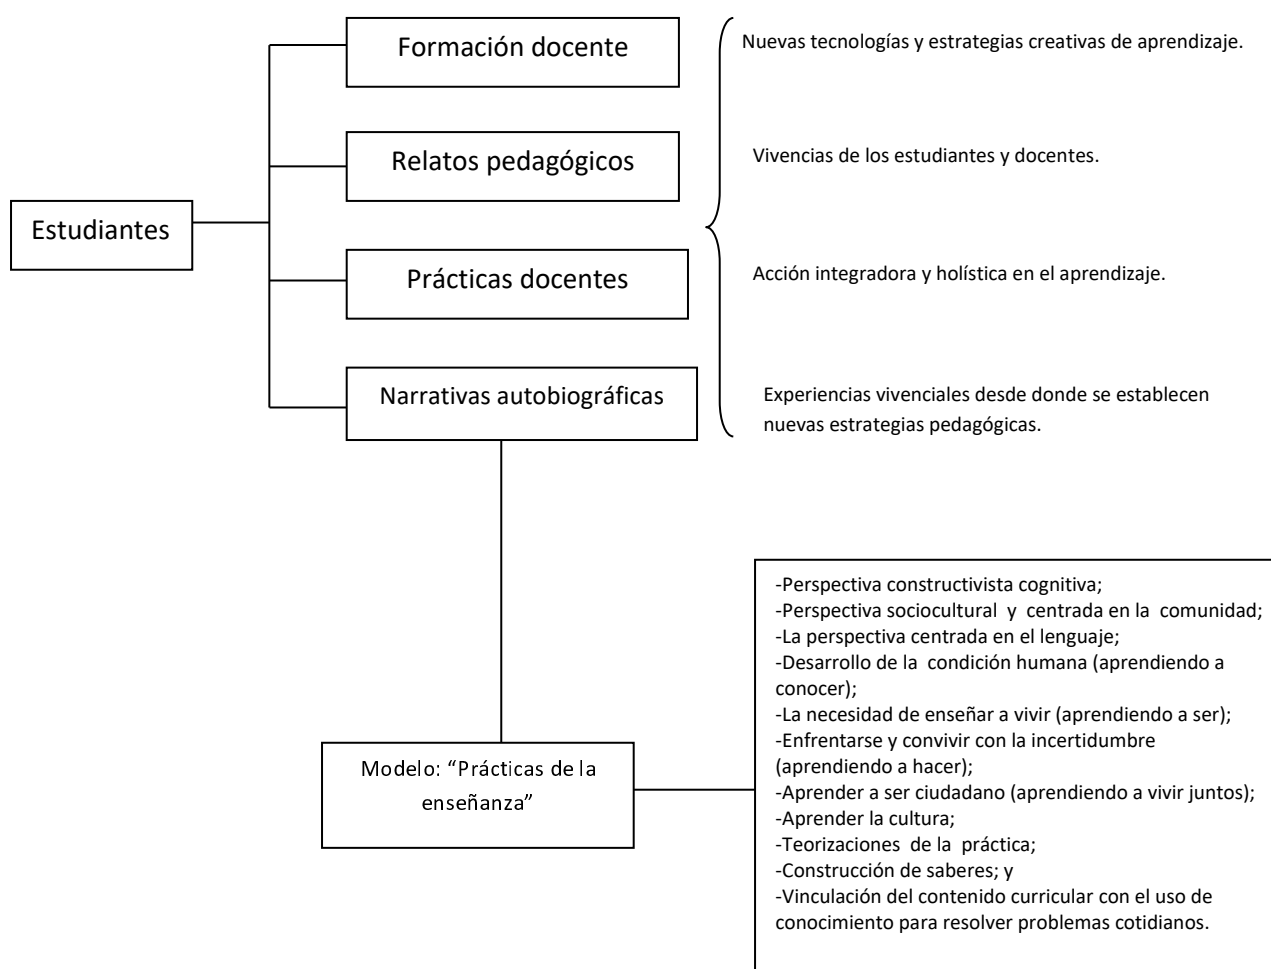 Formación docente
Nuevas tecnologías y estrategias creativas de aprendizaje.
Relatos pedagógicos
Vivencias de los estudiantes y docentes.
Estudiantes
Prácticas docentes
Acción integradora y holística en el aprendizaje.
Narrativas autobiográficas
Experiencias vivenciales desde donde se establecen
nuevas estrategias pedagógicas.
Modelo: “Prácticas de la
enseñanza”
-Perspectiva constructivista cognitiva;
-Perspectiva sociocultural y centrada en la comunidad;
-La perspectiva centrada en el lenguaje;
-Desarrollo de la condición humana (aprendiendo a
conocer);
-La necesidad de enseñar a vivir (aprendiendo a ser);
-Enfrentarse y convivir con la incertidumbre
(aprendiendo a hacer);
-Aprender a ser ciudadano (aprendiendo a vivir juntos);
-Aprender la cultura;
-Teorizaciones de la práctica;
-Construcción de saberes; y
-Vinculación del contenido curricular con el uso de
conocimiento para resolver problemas cotidianos.